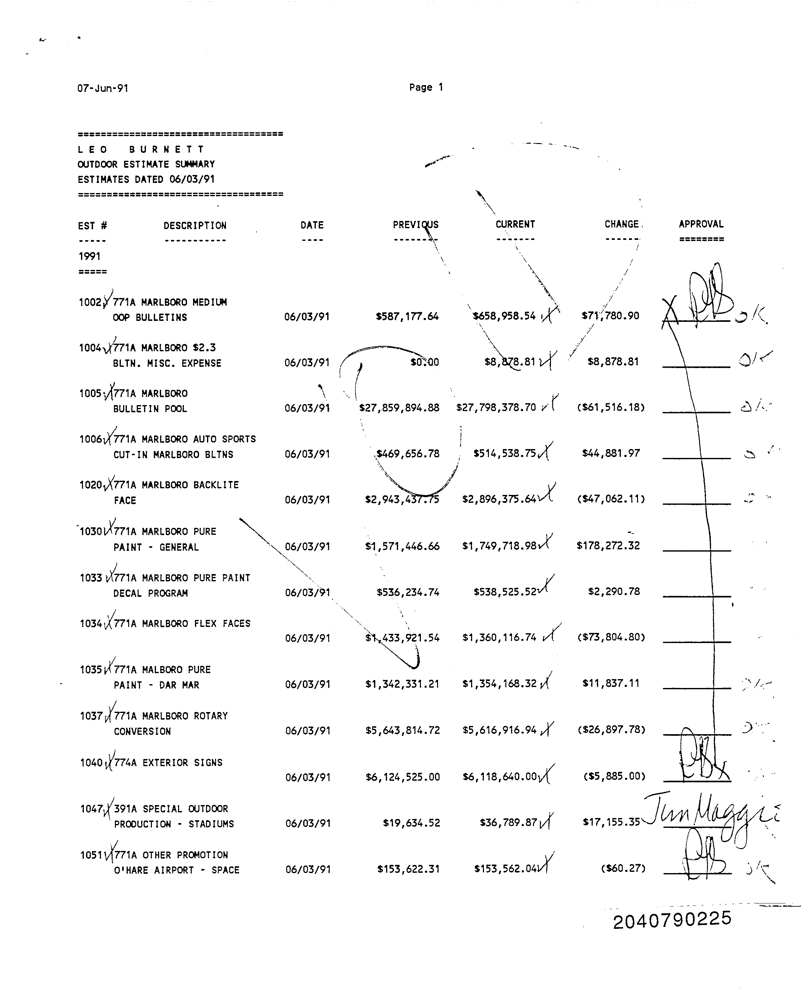 07-Jun-91 Page 1
===================================
L E O B U R N E T T
OUTDOOR ESTIMATE SUMMARY
ESTIMATES DATED 06/03/91
===================================
EST # DESCRIPTION DATE PREVIOUS CURRENT CHANGE APPROVAL
----- ----------- ---- -------- ------- ------ ========
1991
=====
1002 771A MARLBORO MEDIUM
OOP BULLETINS 06/03/91 $587,177.64 $658,958.54 $71,780.90 OK
1004 771A MARLBORO $2.3
BLTN. MISC. EXPENSE 06/03/91 $0.00 $8,878.81 $8,878.81 OK
1005 771A MARLBORO
BULLETIN POOL 06/03/91 $27,859,894.88 $27,798,378.70 ($61,516.18) OK
1006 771A MARLBORO AUTO SPORTS
CUT-IN MARLBORO BLTNS 06/03/91 $469,656.78 $514,538.75 $44,881.97
1020 771A MARLBORO BACKLITE
FACE 06/03/91 $2,943,437.75 $2,896,375.64 ($47,062.11)
1030 771A MARLBORO PURE
PAINT - GENERAL 06/03/91 $1,571,446.66 $1,749,718.98 $178,272.32
1033 771A MARLBORO PURE PAINT
DECAL PROGRAM 06/03/91 $536,234.74 $538,525.52 $2,290.78
1034 771A MARLBORO FLEX FACES
06/03/91 $1,433,921.54 $1,360,116.74 ($73,804.80)
1035 771A MALBORO PURE
PAINT - DAR MAR 06/03/91 $1,342,331.21 $1,354,168.32 $11,837.11 OK
1037 771A MARLBORO ROTARY
CONVERSION 06/03/91 $5,643,814.72 $5,616,916.94 ($26,897.78)
1040 774A EXTERIOR SIGNS
06/03/91 $6,124,525.00 $6,118,640.00 ($5,885.00)
1047 391A SPECIAL OUTDOOR
PRODUCTION - STADIUMS 06/03/91 $19,634.52 $36,789.87 $17,155.35 Jim Maggii
1051 771A OTHER PROMOTION
O'HARE AIRPORT - SPACE 06/03/91 $153,622.31 $153,562.04 ($60.27) OK
2040790225